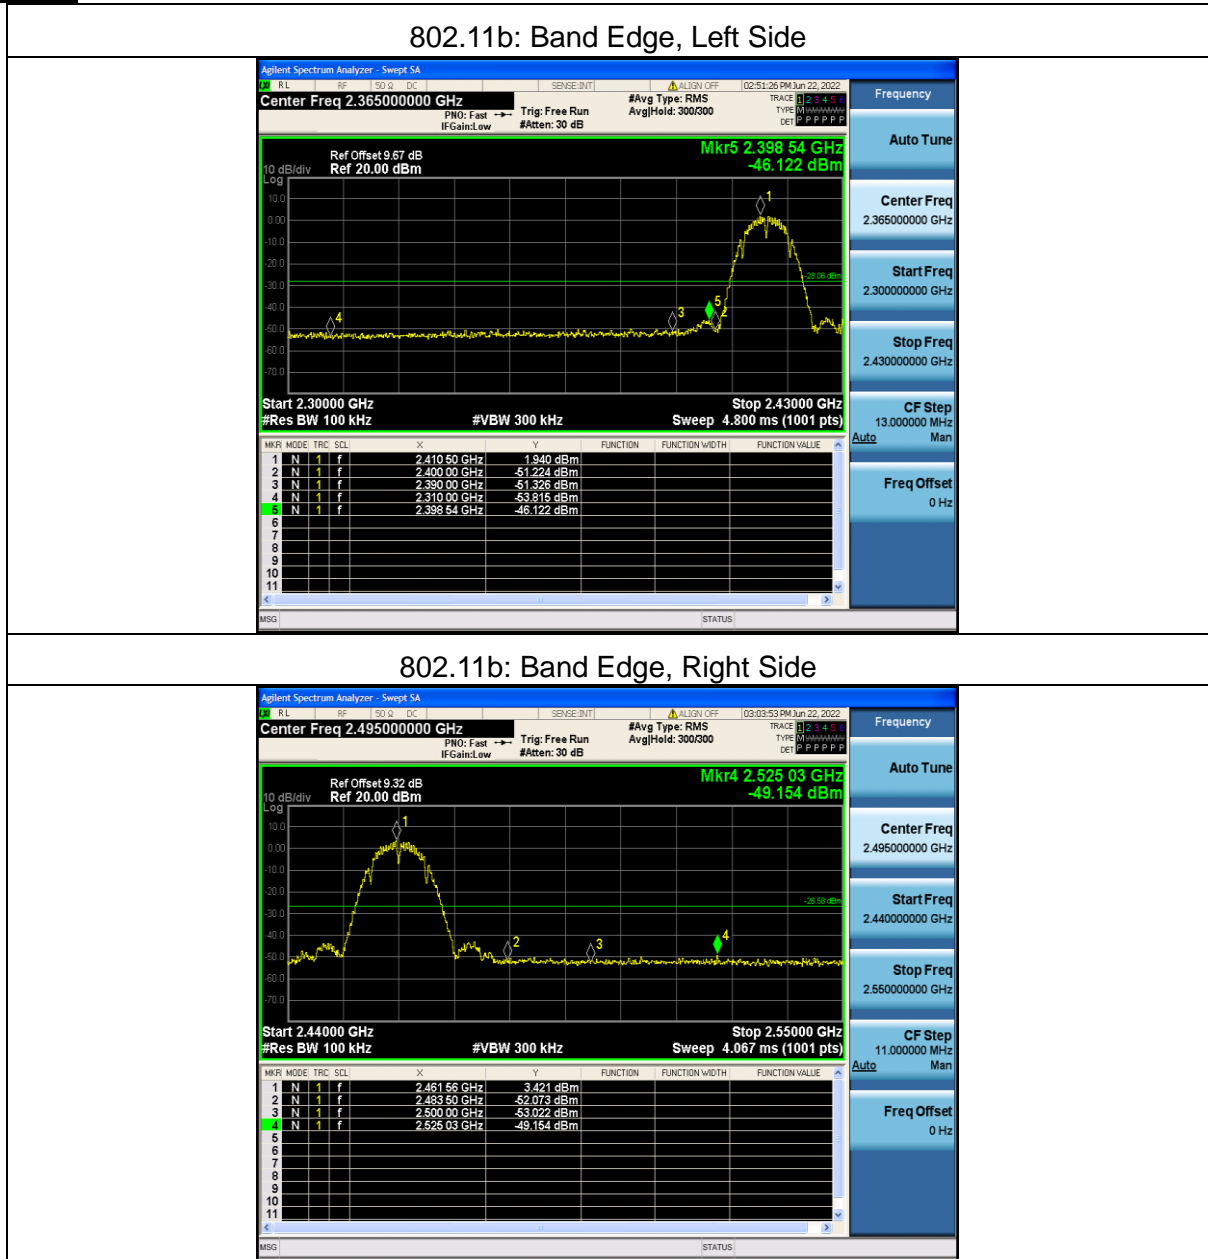 802.11b: Band Edge, Left Side
Agilent Spectrum Analyzer - Swept SA
RL RF 50 Ω DC SENSE:INT ALIGN OFF 02:51:26 PM Jun 22, 2022
Center Freq 2.365000000 GHz #Avg Type: RMS TRACE 1 2 3 4 5 6
PNO: Fast Trig: Free Run Avg|Hold: 300/300 TYPE M
IFGain:Low #Atten: 30 dB DET P P P P P P
Frequency
Auto Tune
Mkr5 2.398 54 GHz
-46.122 dBm
Ref Offset 9.67 dB
10 dB/div Ref 20.00 dBm
Log
10.0
0.00
-10.0
-20.0
-30.0
-40.0
-50.0
-60.0
-70.0
1
-28.06 dBm
4
3
5
2
Start 2.30000 GHz Stop 2.43000 GHz
#Res BW 100 kHz #VBW 300 kHz Sweep 4.800 ms (1001 pts)
Center Freq
2.365000000 GHz
Start Freq
2.300000000 GHz
Stop Freq
2.430000000 GHz
CF Step
13.000000 MHz
Auto Man
Freq Offset
0 Hz
MKR MODE TRC SCL X Y FUNCTION FUNCTION WIDTH FUNCTION VALUE
1 N 1 f 2.410 50 GHz 1.940 dBm
2 N 1 f 2.400 00 GHz -51.224 dBm
3 N 1 f 2.390 00 GHz -51.326 dBm
4 N 1 f 2.310 00 GHz -53.815 dBm
5 N 1 f 2.398 54 GHz -46.122 dBm
6
7
8
9
10
11
MSG STATUS
802.11b: Band Edge, Right Side
Agilent Spectrum Analyzer - Swept SA
RL RF 50 Ω DC SENSE:INT ALIGN OFF 03:03:53 PM Jun 22, 2022
Center Freq 2.495000000 GHz #Avg Type: RMS TRACE 1 2 3 4 5 6
PNO: Fast Trig: Free Run Avg|Hold: 300/300 TYPE M
IFGain:Low #Atten: 30 dB DET P P P P P P
Frequency
Auto Tune
Mkr4 2.525 03 GHz
-49.154 dBm
Ref Offset 9.32 dB
10 dB/div Ref 20.00 dBm
Log
10.0
0.00
-10.0
-20.0
-30.0
-40.0
-50.0
-60.0
-70.0
1
-26.58 dBm
2
3
4
Start 2.44000 GHz Stop 2.55000 GHz
#Res BW 100 kHz #VBW 300 kHz Sweep 4.067 ms (1001 pts)
Center Freq
2.495000000 GHz
Start Freq
2.440000000 GHz
Stop Freq
2.550000000 GHz
CF Step
11.000000 MHz
Auto Man
Freq Offset
0 Hz
MKR MODE TRC SCL X Y FUNCTION FUNCTION WIDTH FUNCTION VALUE
1 N 1 f 2.461 56 GHz 3.421 dBm
2 N 1 f 2.483 50 GHz -52.073 dBm
3 N 1 f 2.500 00 GHz -53.022 dBm
4 N 1 f 2.525 03 GHz -49.154 dBm
5
6
7
8
9
10
11
MSG STATUS